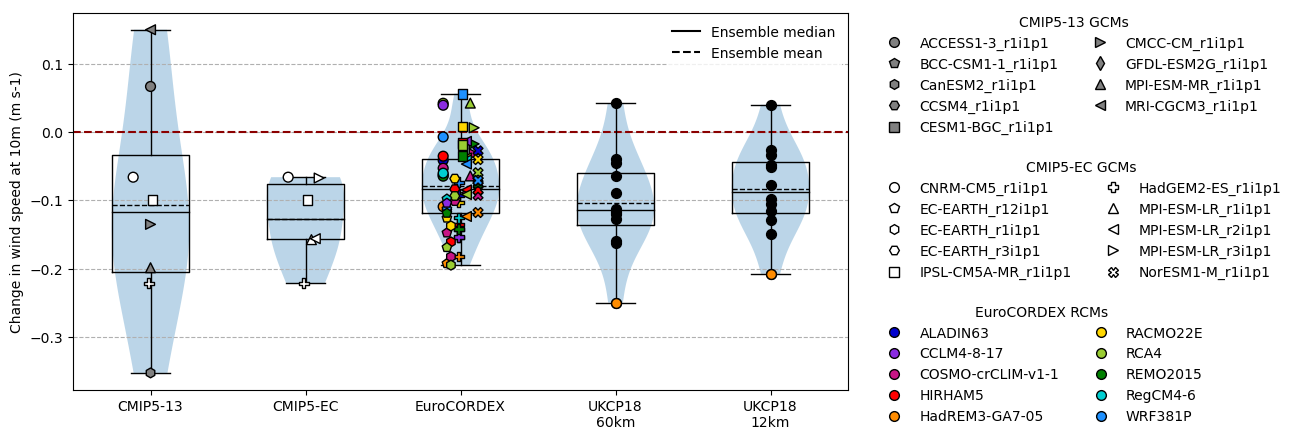 Change in wind speed at 10m (m s-1)
0.1
0.0
−0.1
−0.2
−0.3
Ensemble median
Ensemble mean
CMIP5-13
CMIP5-EC
EuroCORDEX
UKCP18
60km
UKCP18
12km
CMIP5-13 GCMs
ACCESS1-3_r1i1p1
BCC-CSM1-1_r1i1p1
CanESM2_r1i1p1
CCSM4_r1i1p1
CESM1-BGC_r1i1p1
CMCC-CM_r1i1p1
GFDL-ESM2G_r1i1p1
MPI-ESM-MR_r1i1p1
MRI-CGCM3_r1i1p1
CMIP5-EC GCMs
CNRM-CM5_r1i1p1
EC-EARTH_r12i1p1
EC-EARTH_r1i1p1
EC-EARTH_r3i1p1
IPSL-CM5A-MR_r1i1p1
HadGEM2-ES_r1i1p1
MPI-ESM-LR_r1i1p1
MPI-ESM-LR_r2i1p1
MPI-ESM-LR_r3i1p1
NorESM1-M_r1i1p1
EuroCORDEX RCMs
ALADIN63
CCLM4-8-17
COSMO-crCLIM-v1-1
HIRHAM5
HadREM3-GA7-05
RACMO22E
RCA4
REMO2015
RegCM4-6
WRF381P